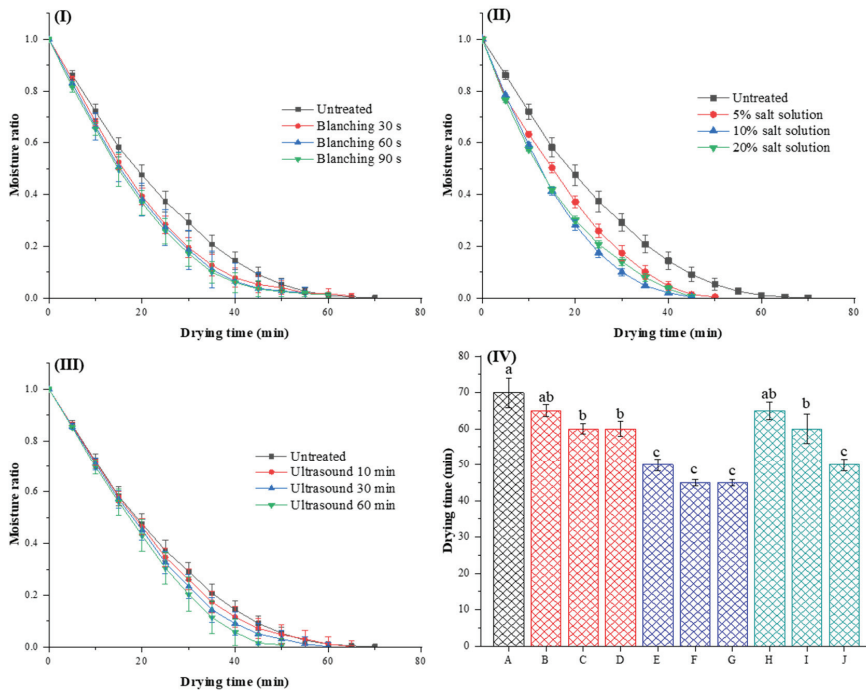 (I)
1.0
0.8
0.6
0.4
0.2
0.0
Moisture ratio
Untreated
Blanching 30 s
Blanching 60 s
Blanching 90 s
0 20 40 60 80
Drying time (min)
(II)
1.0
0.8
0.6
0.4
0.2
0.0
Moisture ratio
Untreated
5% salt solution
10% salt solution
20% salt solution
0 20 40 60 80
Drying time (min)
(III)
1.0
0.8
0.6
0.4
0.2
0.0
Moisture ratio
Untreated
Ultrasound 10 min
Ultrasound 30 min
Ultrasound 60 min
0 20 40 60 80
Drying time (min)
(IV)
80
70
60
50
40
30
20
10
0
Drying time (min)
a ab b b c c c ab b c
A B C D E F G H I J